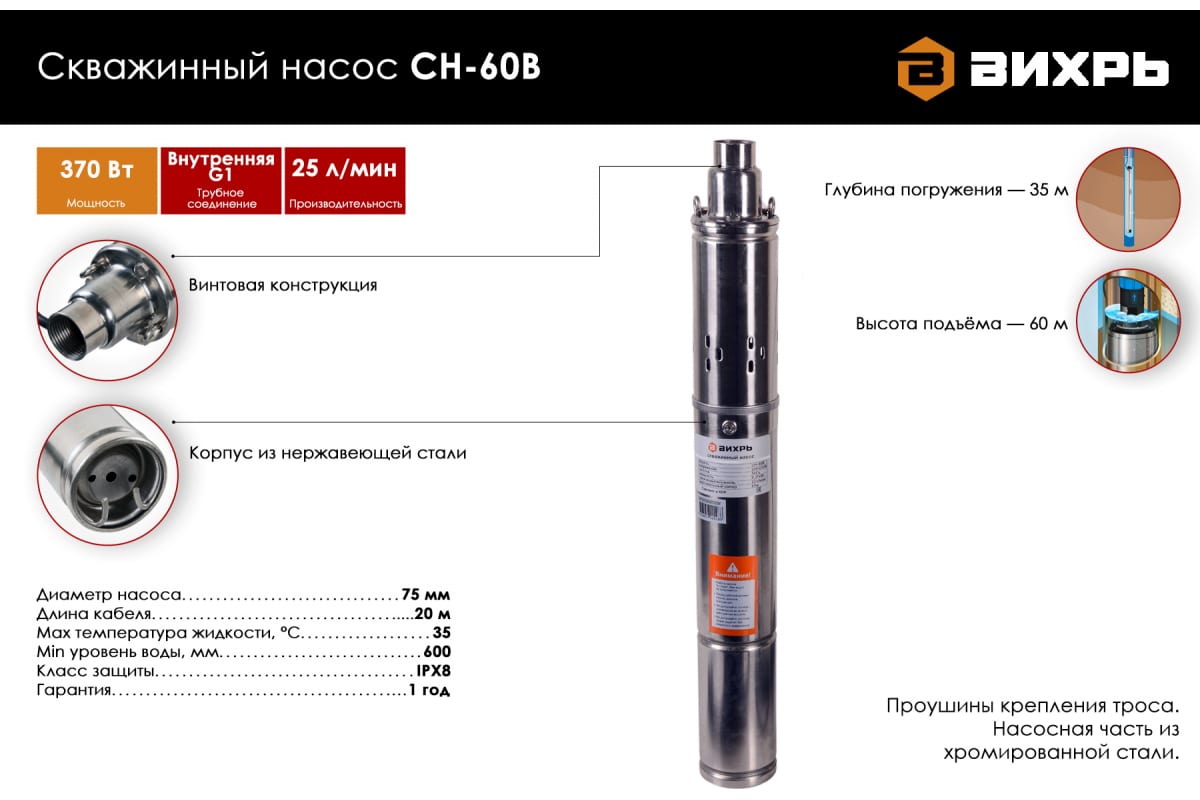 Скважинный насос СН-60В
ВИХРЬ
370 Вт
Мощность
Внутренняя
G1
Трубное
соединение
25 л/мин
Производительность
Глубина погружения — 35 м
Винтовая конструкция
Высота подъёма — 60 м
Корпус из нержавеющей стали
ВИХРЬ
СКВАЖИННЫЙ НАСОС
Внимание!
Диаметр насоса..............................75 мм
Длина кабеля....................................20 м
Max температура жидкости, °C..................35
Min уровень воды, мм...........................600
Класс защиты....................................IPX8
Гарантия........................................1 год
Проушины крепления троса.
Насосная часть из
хромированной стали.